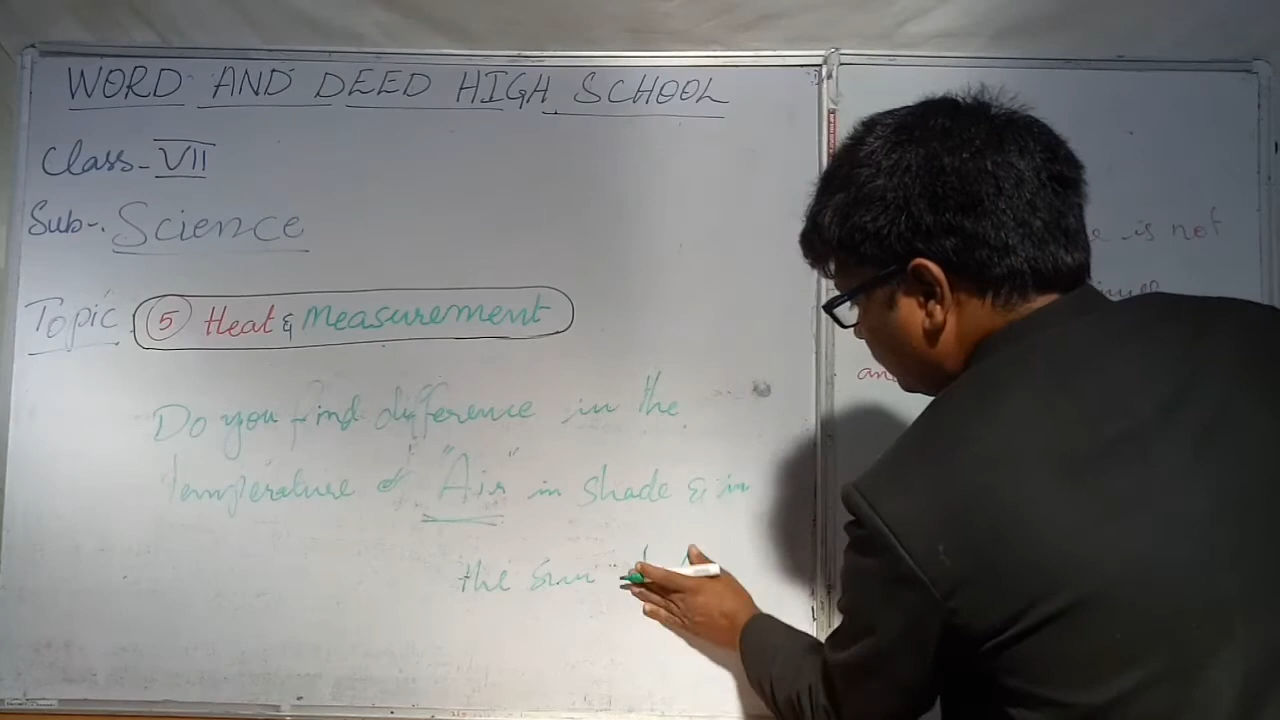 WORD AND DEED HIGH SCHOOL
Class-VII
Sub-. Science
Topic 5 Heat & Measurement
Do you find difference in the
temperature of "Air" in shade & in
the sun
is not
and